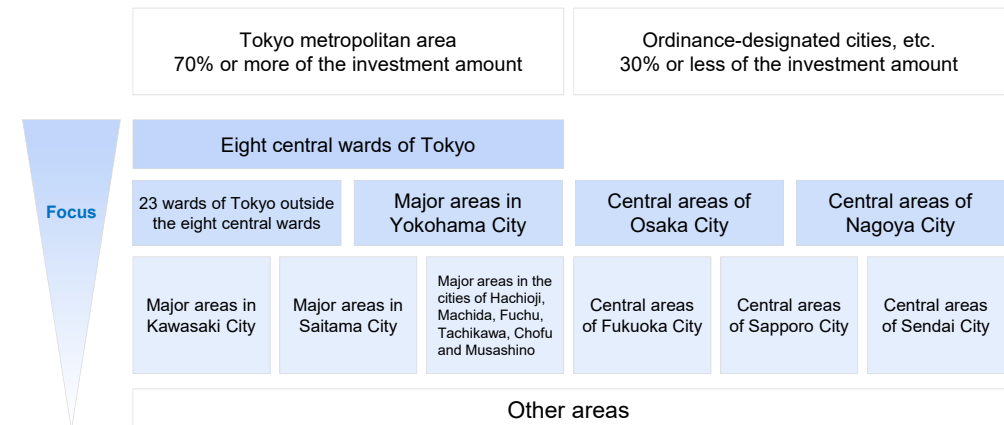 Tokyo metropolitan area
70% or more of the investment amount
Ordinance-designated cities, etc.
30% or less of the investment amount
Focus
Eight central wards of Tokyo
23 wards of Tokyo outside
the eight central wards
Major areas in
Yokohama City
Central areas of
Osaka City
Central areas of
Nagoya City
Major areas in
Kawasaki City
Major areas in
Saitama City
Major areas in the
cities of Hachioji,
Machida, Fuchu,
Tachikawa, Chofu
and Musashino
Central areas
of Fukuoka City
Central areas
of Sapporo City
Central areas
of Sendai City
Other areas